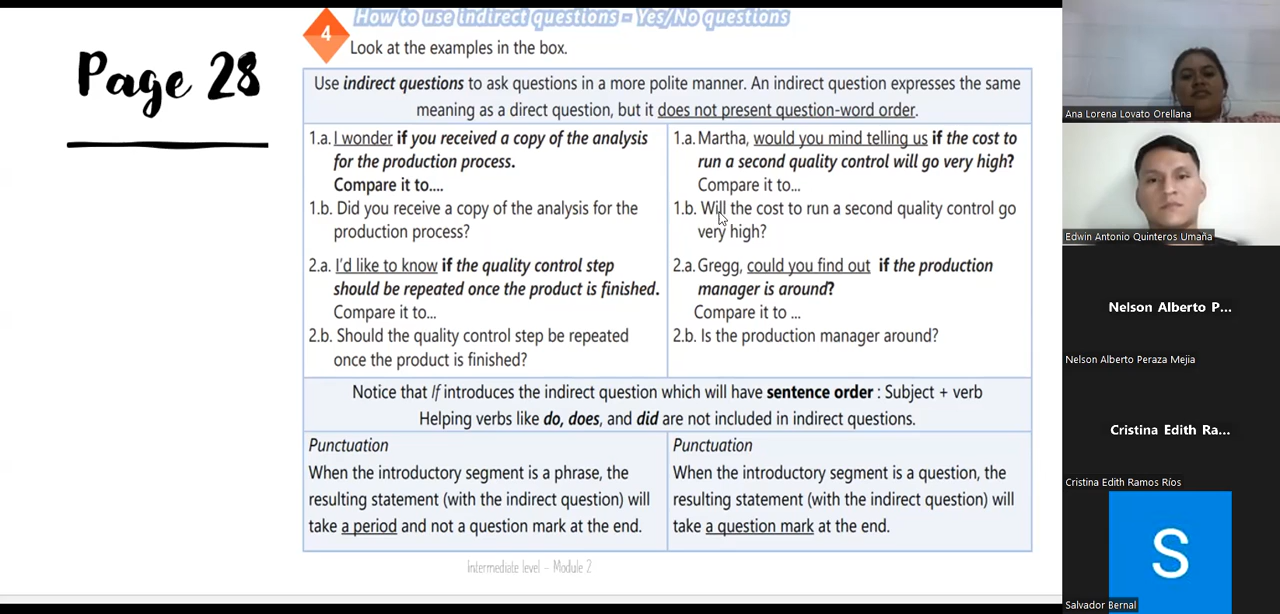 Page 28
How to use indirect questions – Yes/No questions
4
Look at the examples in the box.
Use indirect questions to ask questions in a more polite manner. An indirect question expresses the same
meaning as a direct question, but it does not present question-word order.
1.a. I wonder if you received a copy of the analysis
for the production process.
Compare it to....
1.b. Did you receive a copy of the analysis for the
production process?
2.a. I'd like to know if the quality control step
should be repeated once the product is finished.
Compare it to...
2.b. Should the quality control step be repeated
once the product is finished?
1.a. Martha, would you mind telling us if the cost to
run a second quality control will go very high?
Compare it to...
1.b. Will the cost to run a second quality control go
very high?
2.a. Gregg, could you find out if the production
manager is around?
Compare it to ...
2.b. Is the production manager around?
Notice that If introduces the indirect question which will have sentence order : Subject + verb
Helping verbs like do, does, and did are not included in indirect questions.
Punctuation
When the introductory segment is a phrase, the
resulting statement (with the indirect question) will
take a period and not a question mark at the end.
Punctuation
When the introductory segment is a question, the
resulting statement (with the indirect question) will
take a question mark at the end.
Intermediate level – Module 2
Ana Lorena Lovato Orellana
Edwin Antonio Quinteros Umaña
Nelson Alberto P...
Nelson Alberto Peraza Mejia
Cristina Edith Ra...
Cristina Edith Ramos Ríos
S
Salvador Bernal